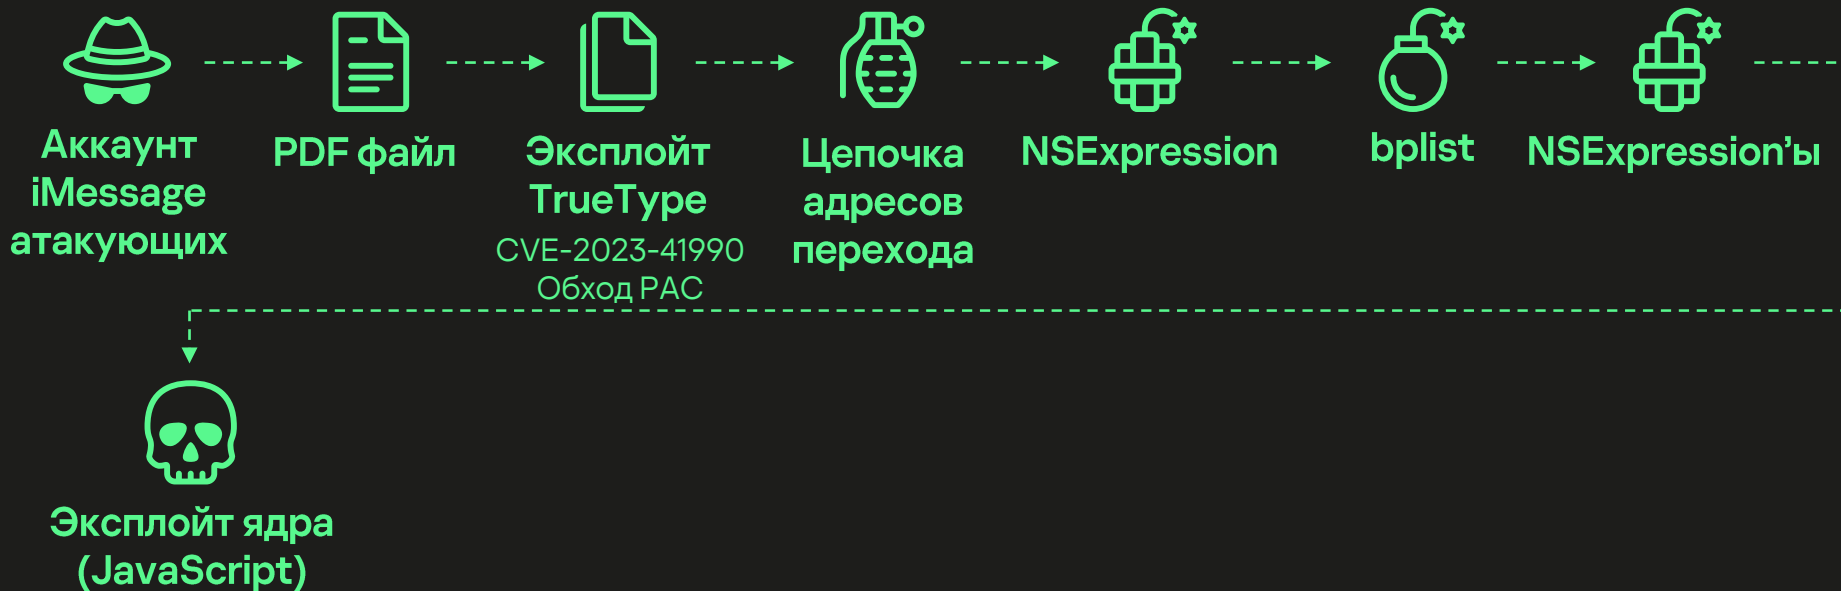 Аккаунт
iMessage
атакующих
PDF файл
Эксплойт
TrueType
CVE-2023-41990
Обход PAC
Цепочка
адресов
перехода
NSExpression
bplist
NSExpression’ы
Эксплойт ядра
(JavaScript)